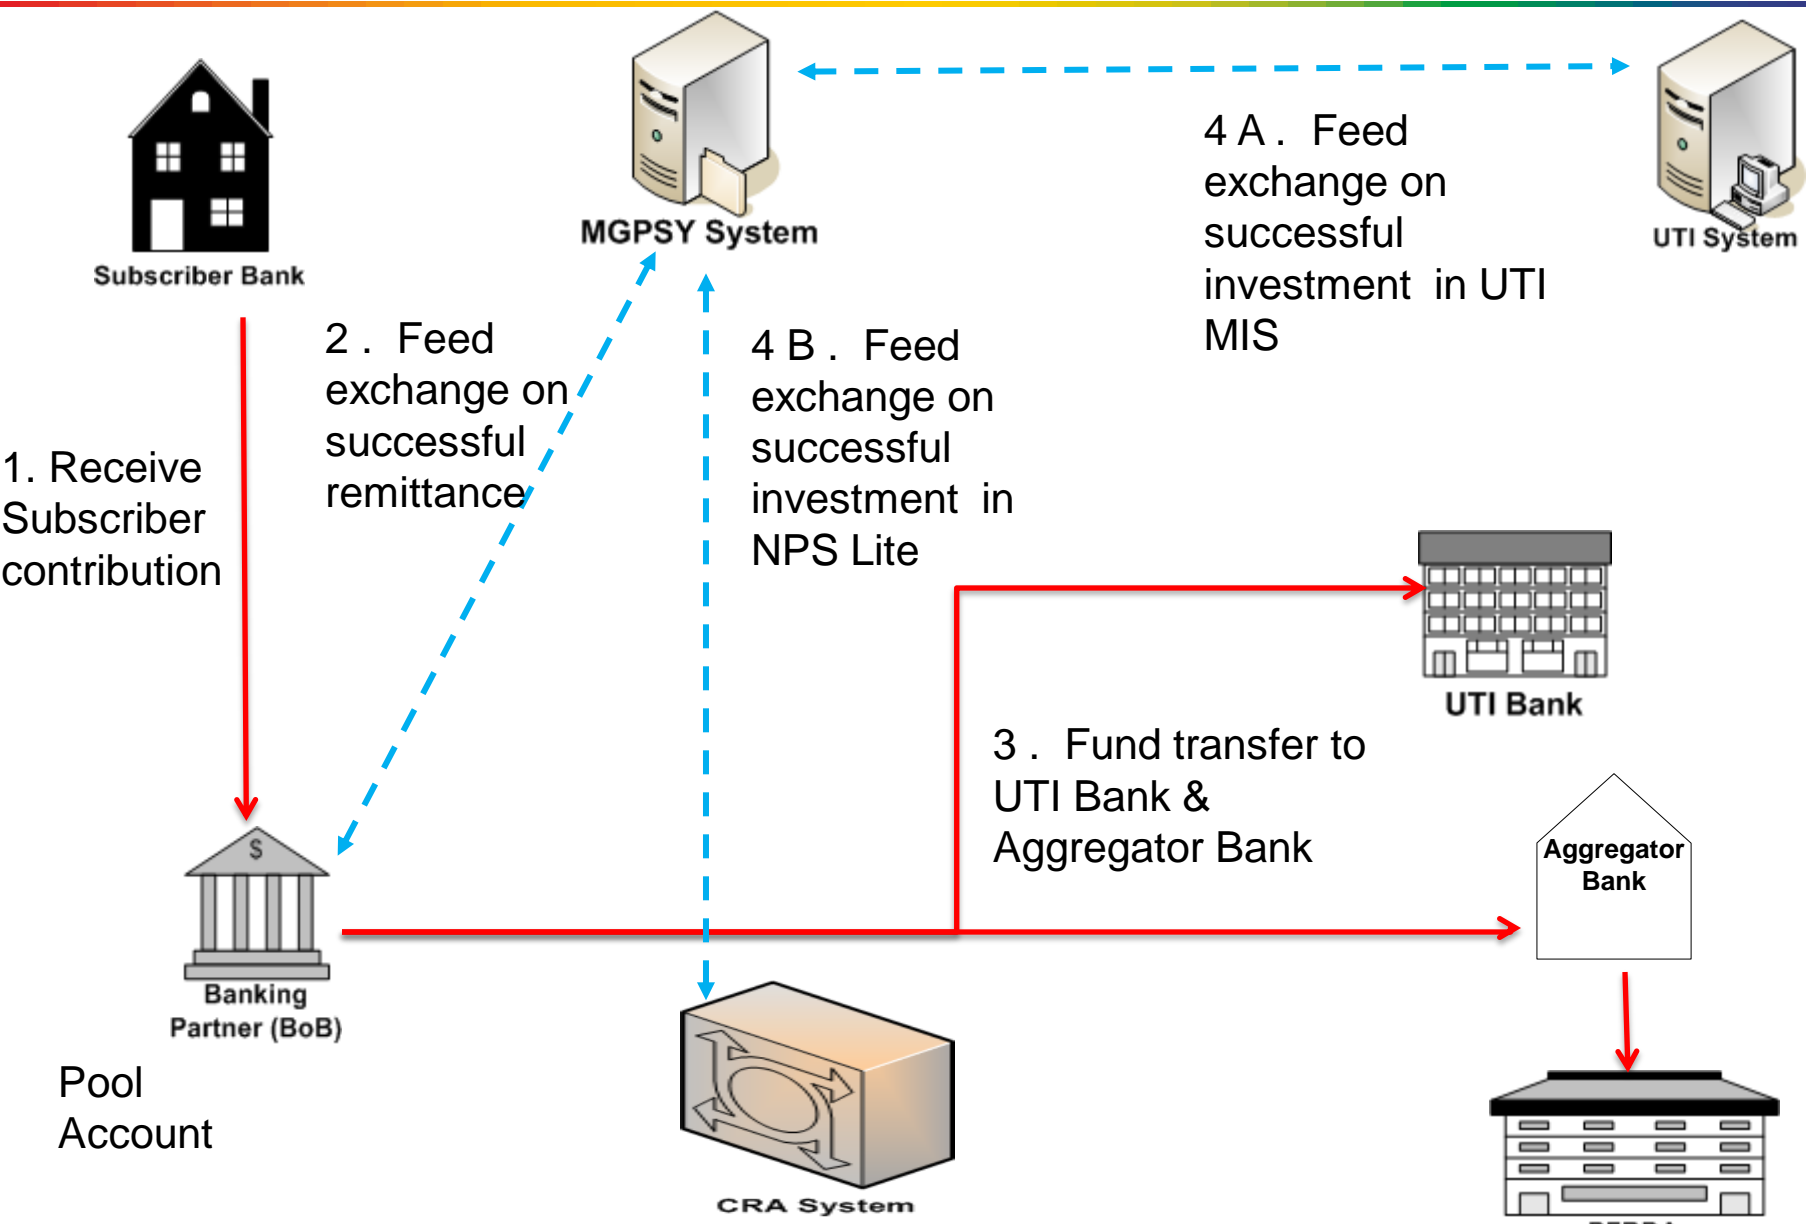 MGPSY System
UTI System
Subscriber Bank
4 A .  Feed
exchange on
successful
investment  in UTI
MIS
2 .  Feed
exchange on
successful
remittance
4 B .  Feed
exchange on
successful
investment  in
NPS Lite
1. Receive
Subscriber
contribution
UTI Bank
3 .  Fund transfer to
UTI Bank &
Aggregator Bank
Aggregator
Bank
$
Banking
Partner (BoB)
Pool
Account
CRA System